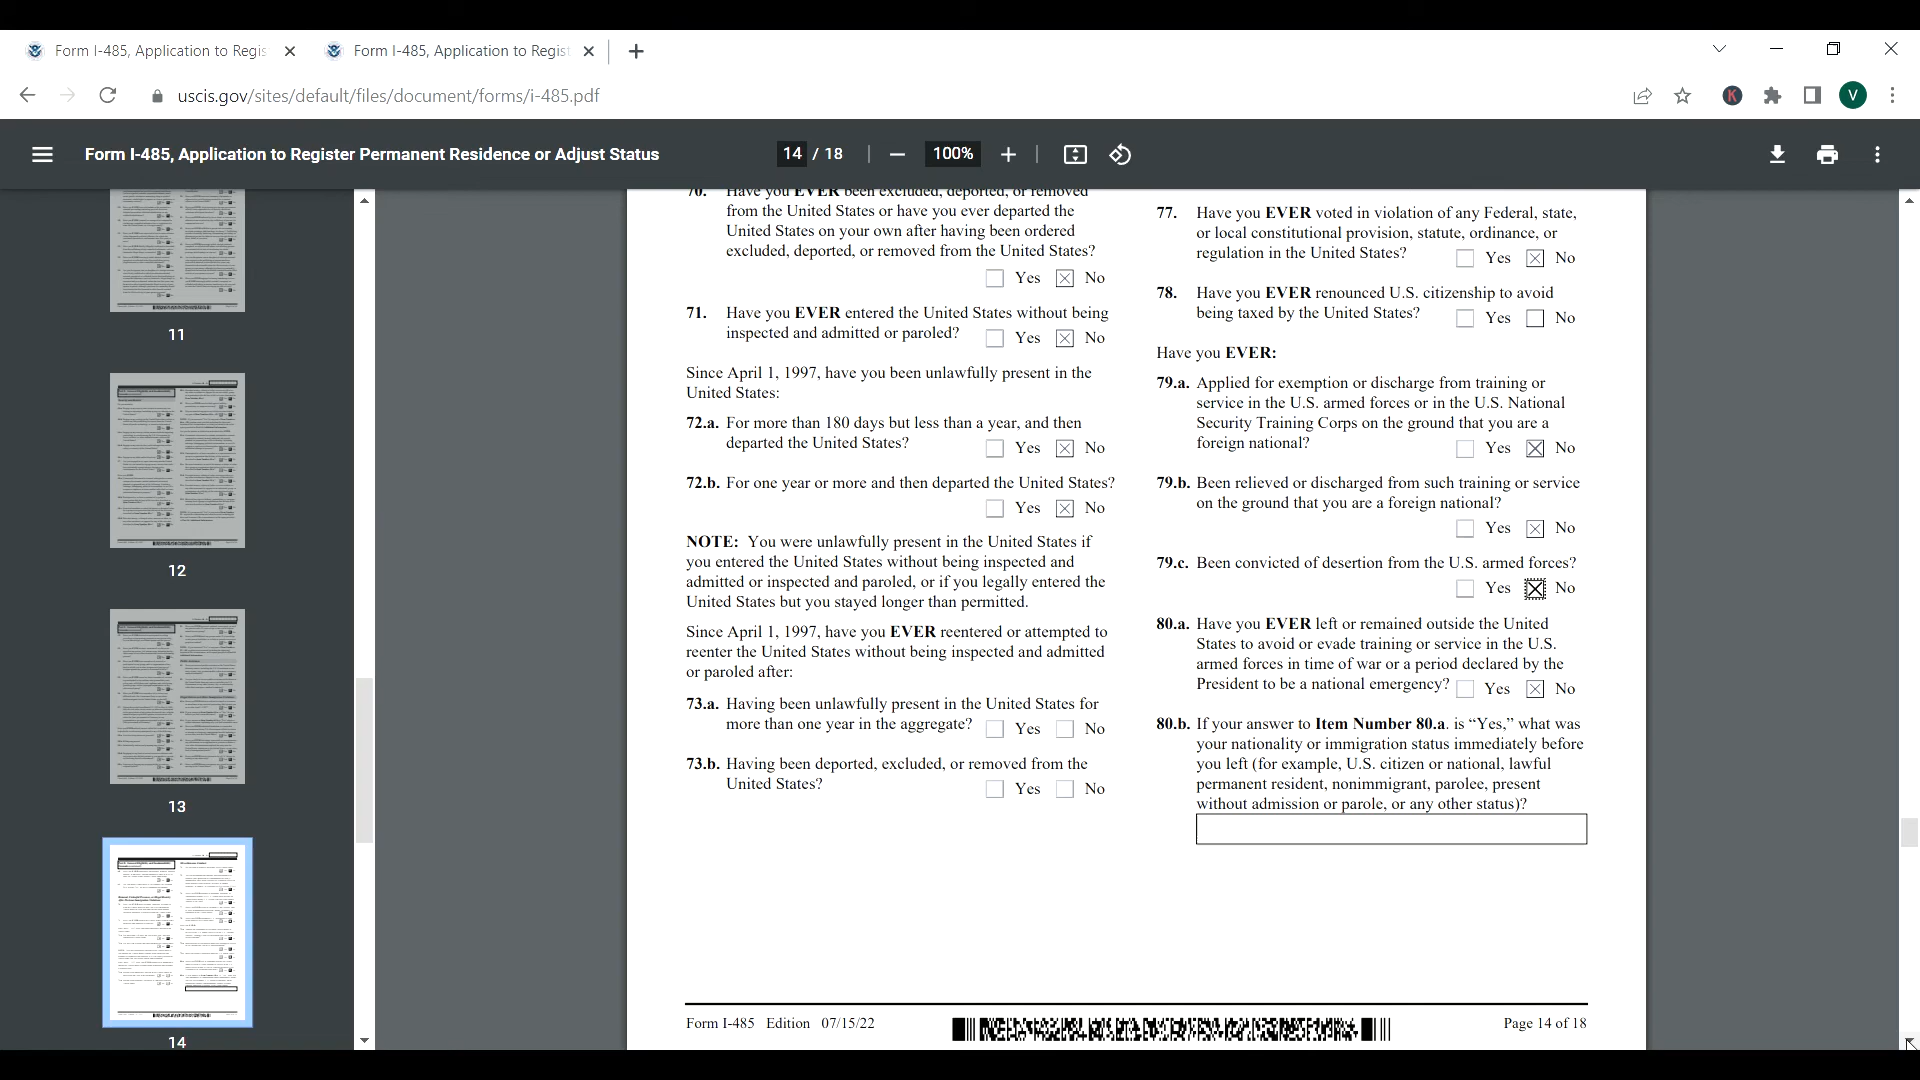 Form I-485, Application to Regis
Form I-485, Application to Regist
uscis.gov/sites/default/files/document/forms/i-485.pdf
K
V
Form I-485, Application to Register Permanent Residence or Adjust Status
14 / 18
100%
11
12
13
14
70. Have you EVER been excluded, deported, or removed
from the United States or have you ever departed the
United States on your own after having been ordered
excluded, deported, or removed from the United States?
Yes No
71. Have you EVER entered the United States without being
inspected and admitted or paroled? Yes No
Since April 1, 1997, have you been unlawfully present in the
United States:
72.a. For more than 180 days but less than a year, and then
departed the United States? Yes No
72.b. For one year or more and then departed the United States?
Yes No
NOTE: You were unlawfully present in the United States if
you entered the United States without being inspected and
admitted or inspected and paroled, or if you legally entered the
United States but you stayed longer than permitted.
Since April 1, 1997, have you EVER reentered or attempted to
reenter the United States without being inspected and admitted
or paroled after:
73.a. Having been unlawfully present in the United States for
more than one year in the aggregate? Yes No
73.b. Having been deported, excluded, or removed from the
United States? Yes No
77. Have you EVER voted in violation of any Federal, state,
or local constitutional provision, statute, ordinance, or
regulation in the United States? Yes No
78. Have you EVER renounced U.S. citizenship to avoid
being taxed by the United States? Yes No
Have you EVER:
79.a. Applied for exemption or discharge from training or
service in the U.S. armed forces or in the U.S. National
Security Training Corps on the ground that you are a
foreign national? Yes No
79.b. Been relieved or discharged from such training or service
on the ground that you are a foreign national?
Yes No
79.c. Been convicted of desertion from the U.S. armed forces?
Yes No
80.a. Have you EVER left or remained outside the United
States to avoid or evade training or service in the U.S.
armed forces in time of war or a period declared by the
President to be a national emergency? Yes No
80.b. If your answer to Item Number 80.a. is “Yes,” what was
your nationality or immigration status immediately before
you left (for example, U.S. citizen or national, lawful
permanent resident, nonimmigrant, parolee, present
without admission or parole, or any other status)?
Form I-485 Edition 07/15/22
Page 14 of 18